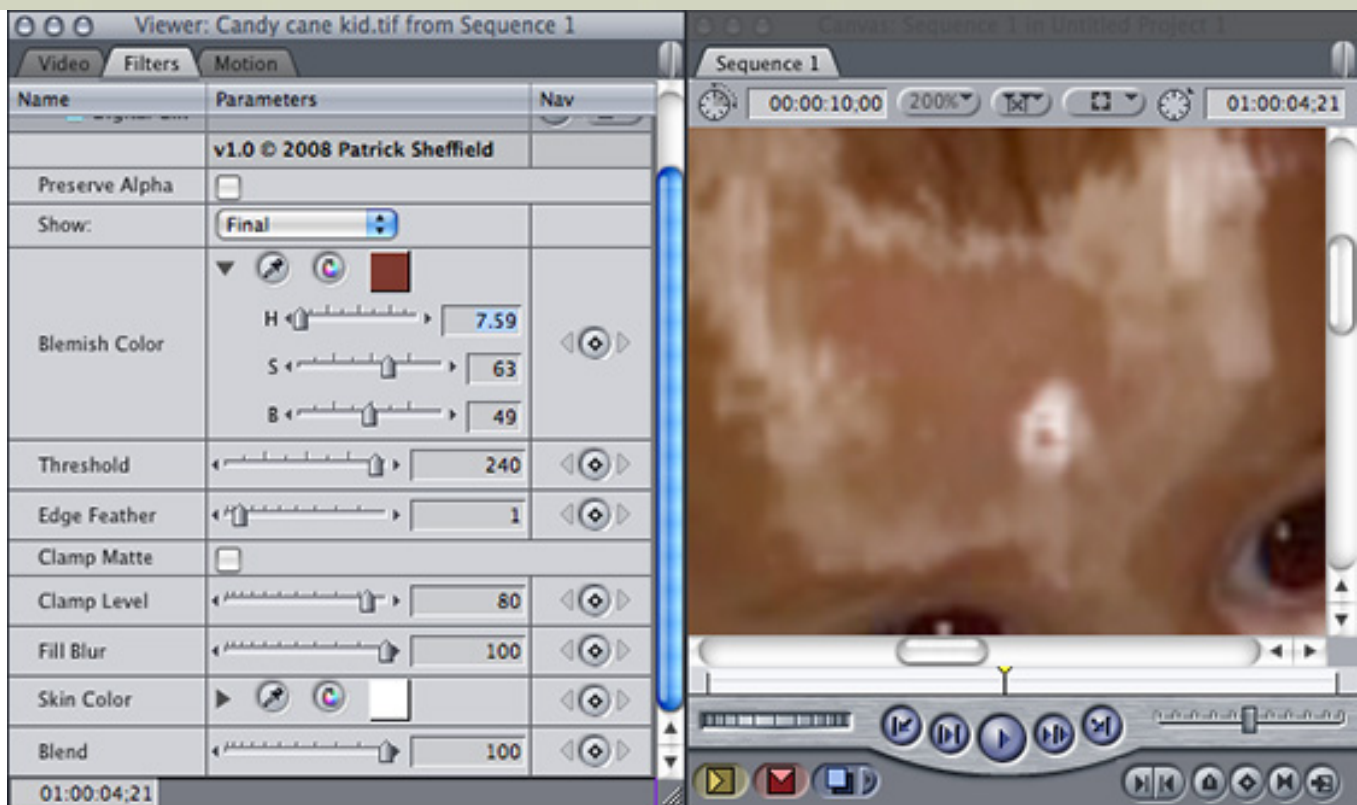 Viewer: Candy cane kid.tif from Sequence 1
Video Filters Motion
Name Parameters Nav
v1.0 © 2008 Patrick Sheffield
Preserve Alpha
Show: Final
Blemish Color
H 7.59
S 63
B 49
Threshold 240
Edge Feather 1
Clamp Matte
Clamp Level 80
Fill Blur 100
Skin Color
Blend 100
01:00:04;21
Canvas: Sequence 1 in Untitled Project 1
Sequence 1
00:00:10;00 200% 01:00:04;21